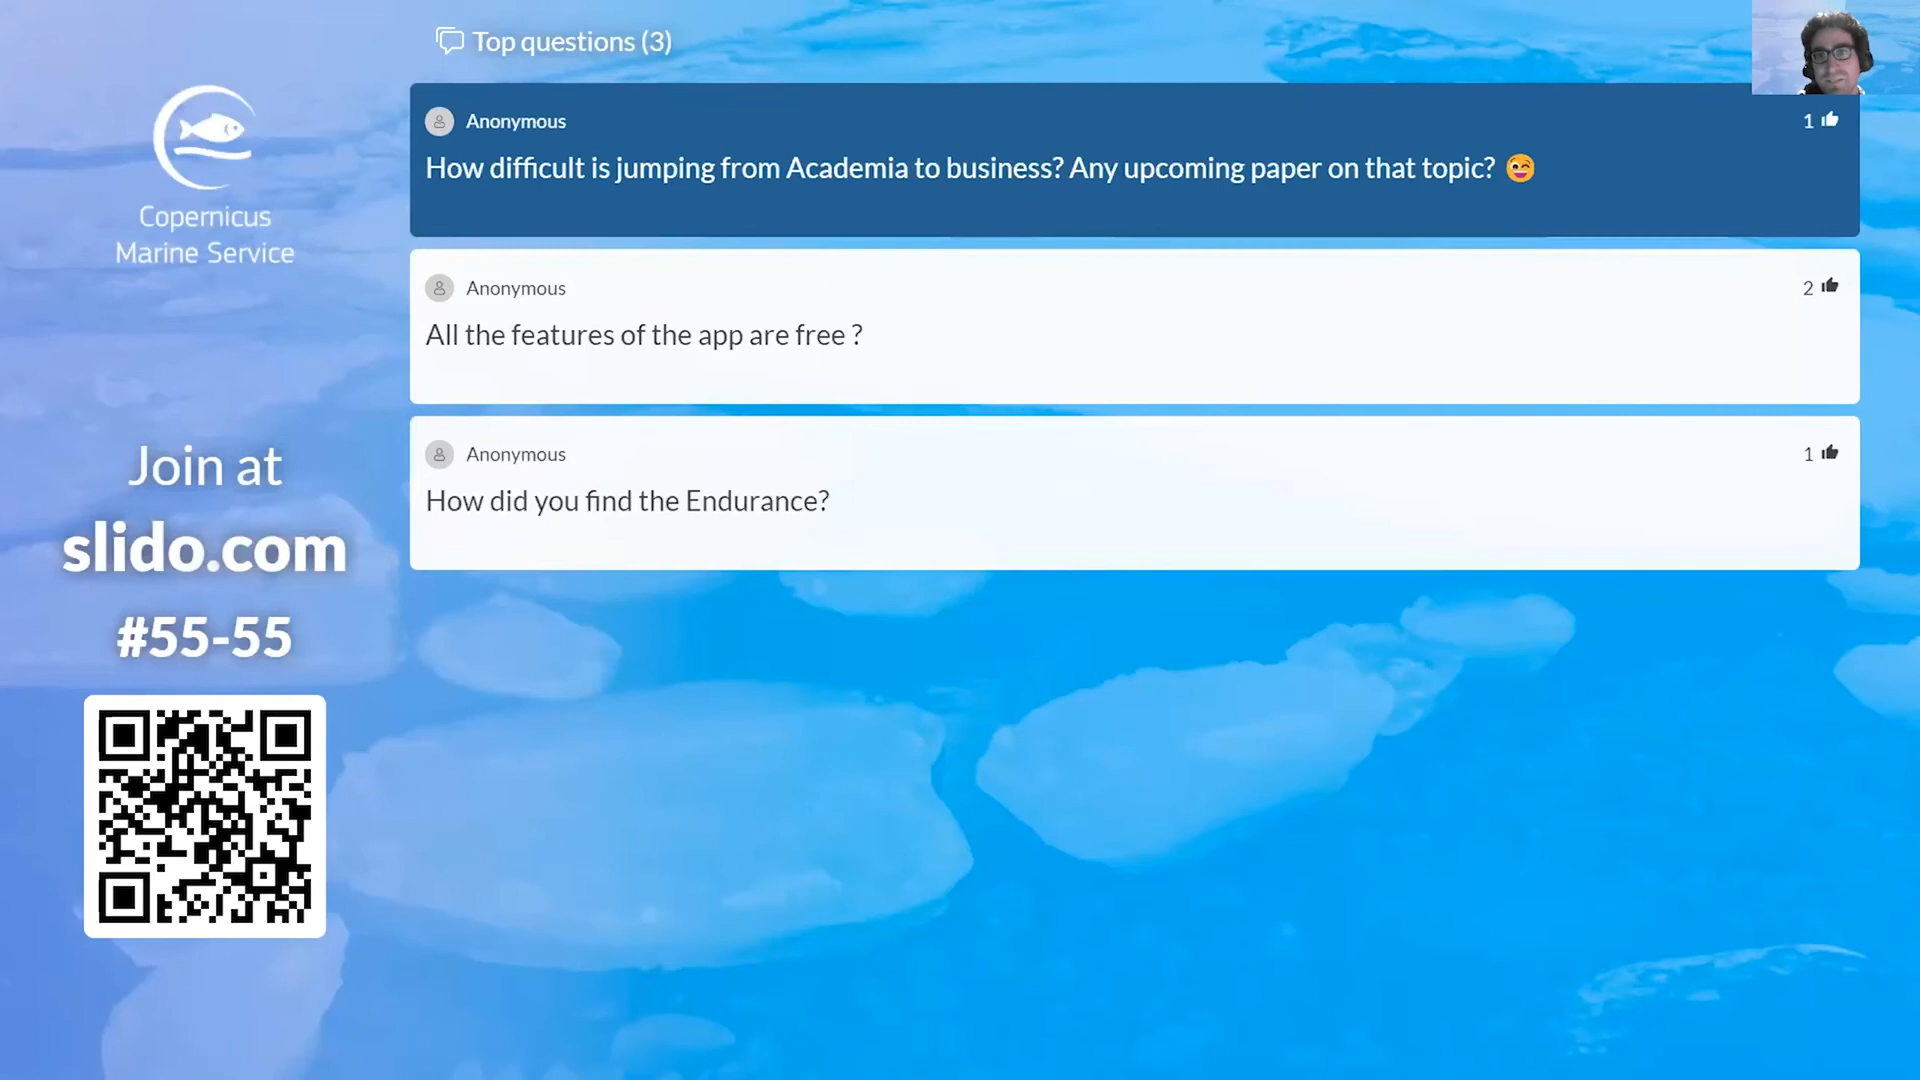 Top questions (3)
Copernicus
Marine Service
Join at
slido.com
#55-55
Anonymous
1
How difficult is jumping from Academia to business? Any upcoming paper on that topic? 😅
Anonymous
2
All the features of the app are free ?
Anonymous
1
How did you find the Endurance?